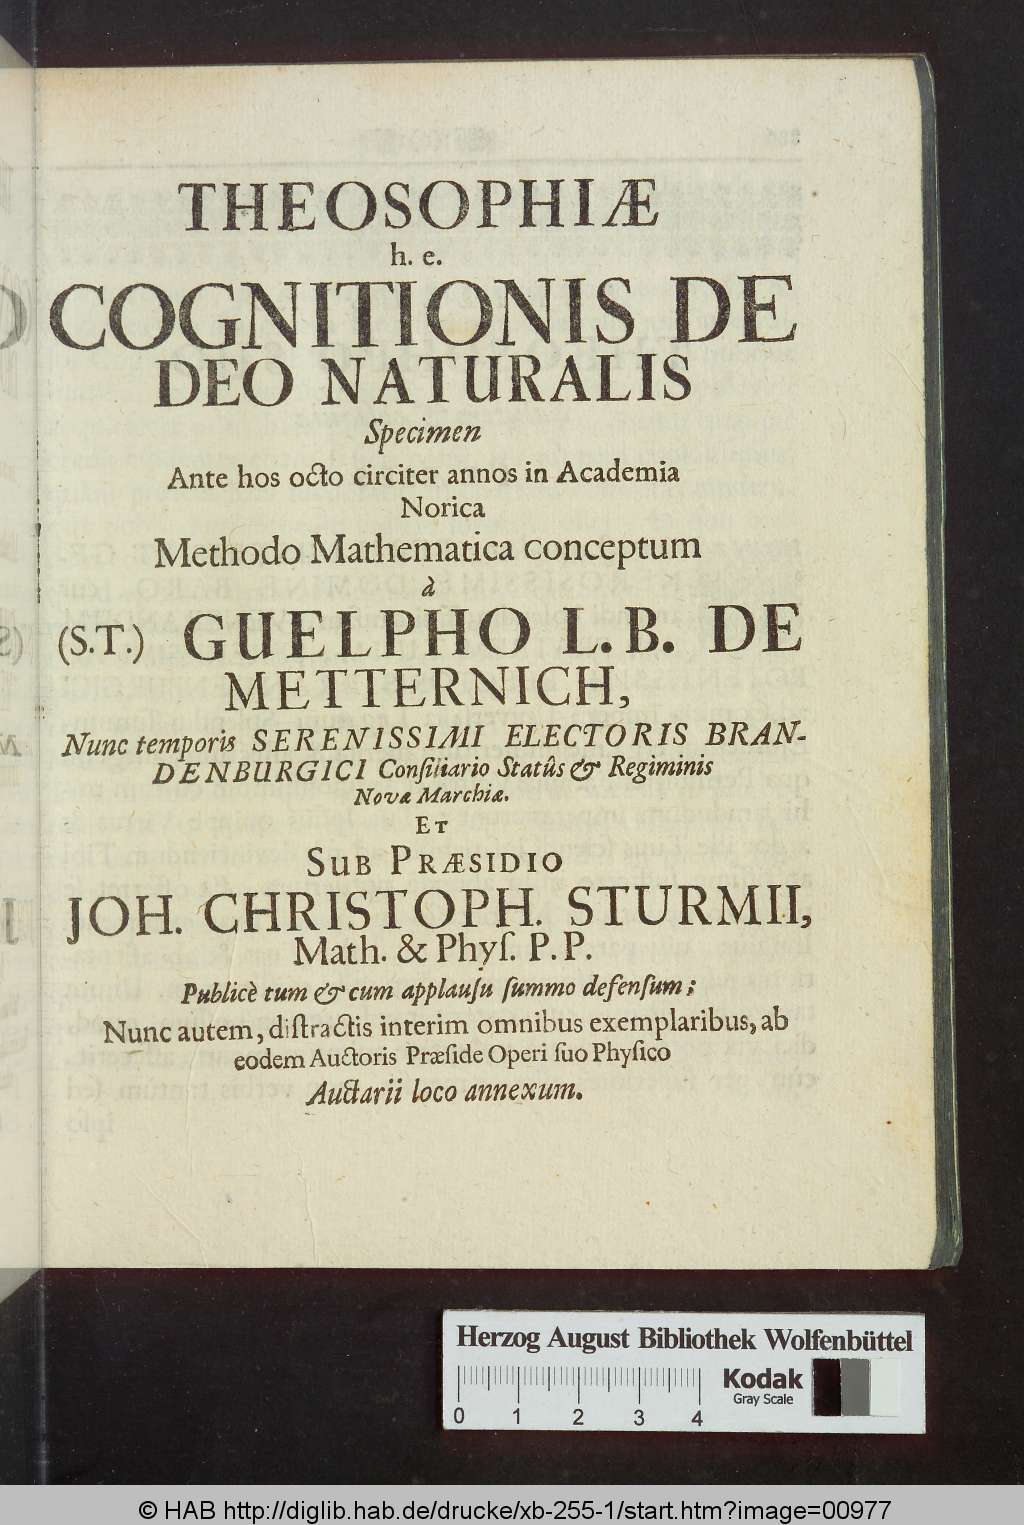 THEOSOPHIÆ
h. e.
COGNITIONIS DE
DEO NATURALIS
Specimen
Ante hos octo circiter annos in Academia
Norica
Methodo Mathematica conceptum
à
(S.T.) GUELPHO L.B. DE
METTERNICH,
Nunc temporis SERENISSIMI ELECTORIS BRAN-
DENBURGICI Conſiliario Statûs & Regiminis
Novæ Marchiæ.
ET
SUB PRÆSIDIO
JOH. CHRISTOPH. STURMII,
Math. & Phyſ. P.P.
Publicè tum & cum applauſu ſummo defenſum;
Nunc autem, diſtractis interim omnibus exemplaribus, ab
eodem Auctoris Præſide Operi ſuo Phyſico
Auctarii loco annexum.
Herzog August Bibliothek Wolfenbüttel
Kodak
Gray Scale
0 1 2 3 4
© HAB http://diglib.hab.de/drucke/xb-255-1/start.htm?image=00977